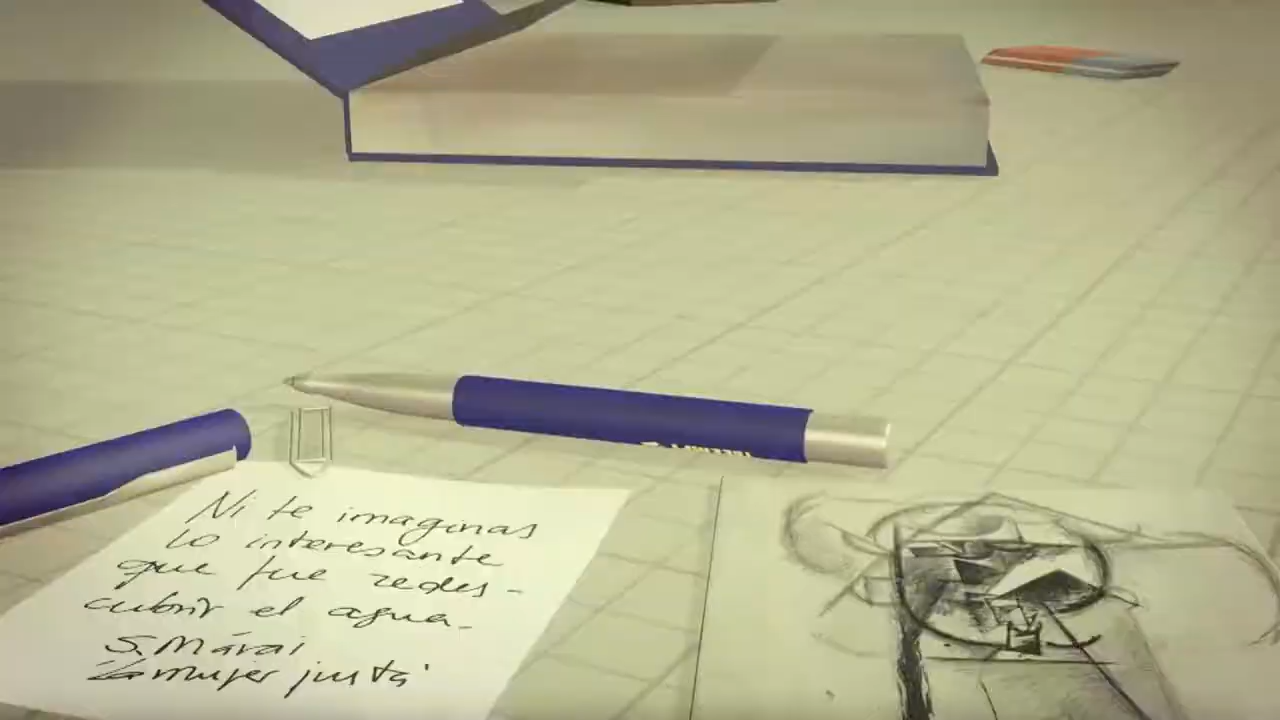 Ni te imaginas
lo interesante
que fue redes-
cubrir el agua.
S. Márai
La mujer justa